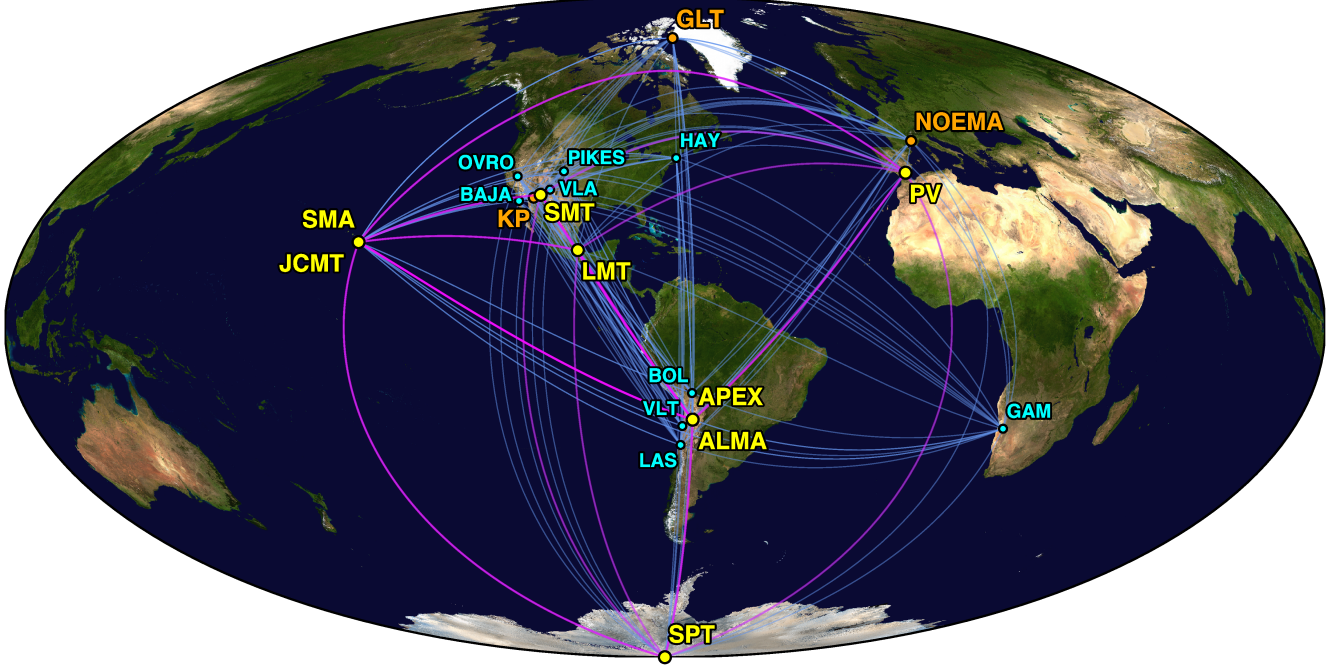 GLT
NOEMA
HAY
OVRO
PIKES
BAJA
VLA
PV
KP
SMT
SMA
JCMT
LMT
BOL
APEX
VLT
GAM
ALMA
LAS
SPT